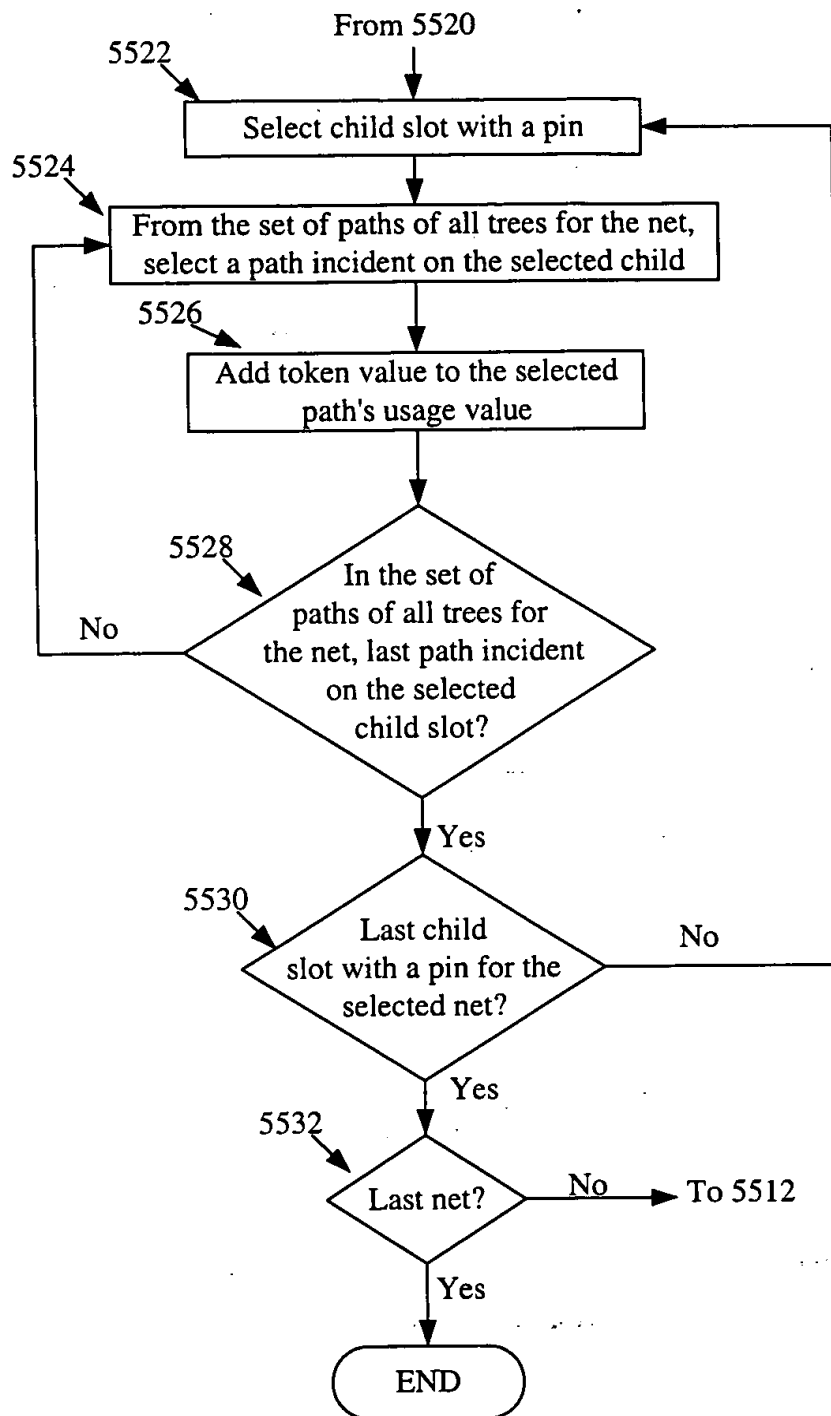 From 5520
5522
Select child slot with a pin
5524
From the set of paths of all trees for the net,
select a path incident on the selected child
5526
Add token value to the selected
path's usage value
5528
In the set of
paths of all trees for
the net, last path incident
on the selected
child slot?
No
Yes
5530
Last child
slot with a pin for the
selected net?
No
Yes
5532
Last net?
No
To 5512
Yes
END